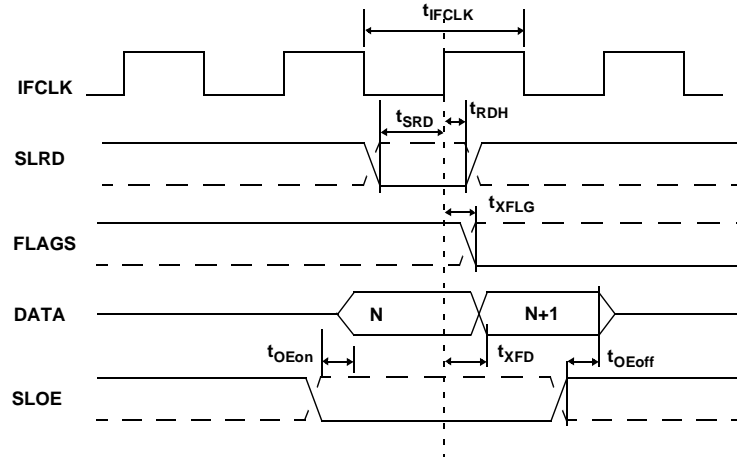 tIFCLK
IFCLK
tSRD
tRDH
SLRD
tXFLG
FLAGS
DATA
N
N+1
tOEon
tXFD
tOEoff
SLOE